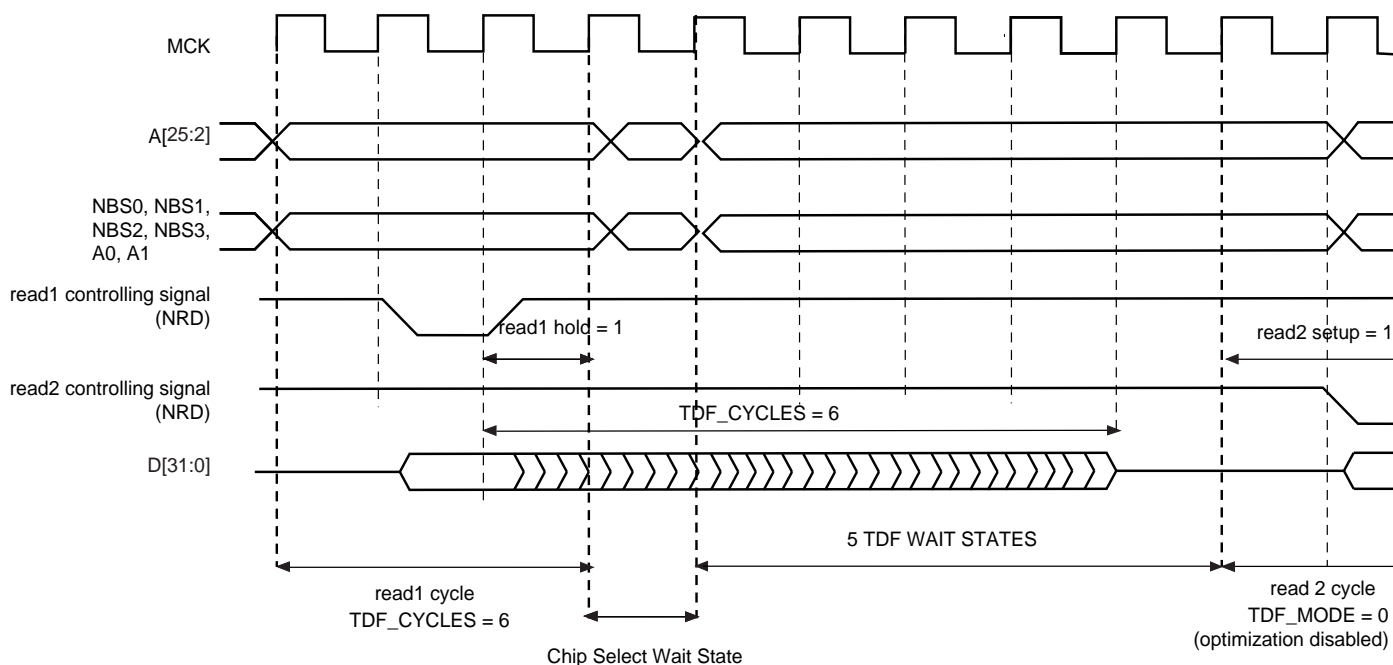 MCK
A[25:2]
NBS0, NBS1,
NBS2, NBS3,
A0, A1
read1 controlling signal
(NRD)
read1 hold = 1
read2 setup = 1
read2 controlling signal
(NRD)
TDF_CYCLES = 6
D[31:0]
5 TDF WAIT STATES
read1 cycle
TDF_CYCLES = 6
read 2 cycle
TDF_MODE = 0
(optimization disabled)
Chip Select Wait State